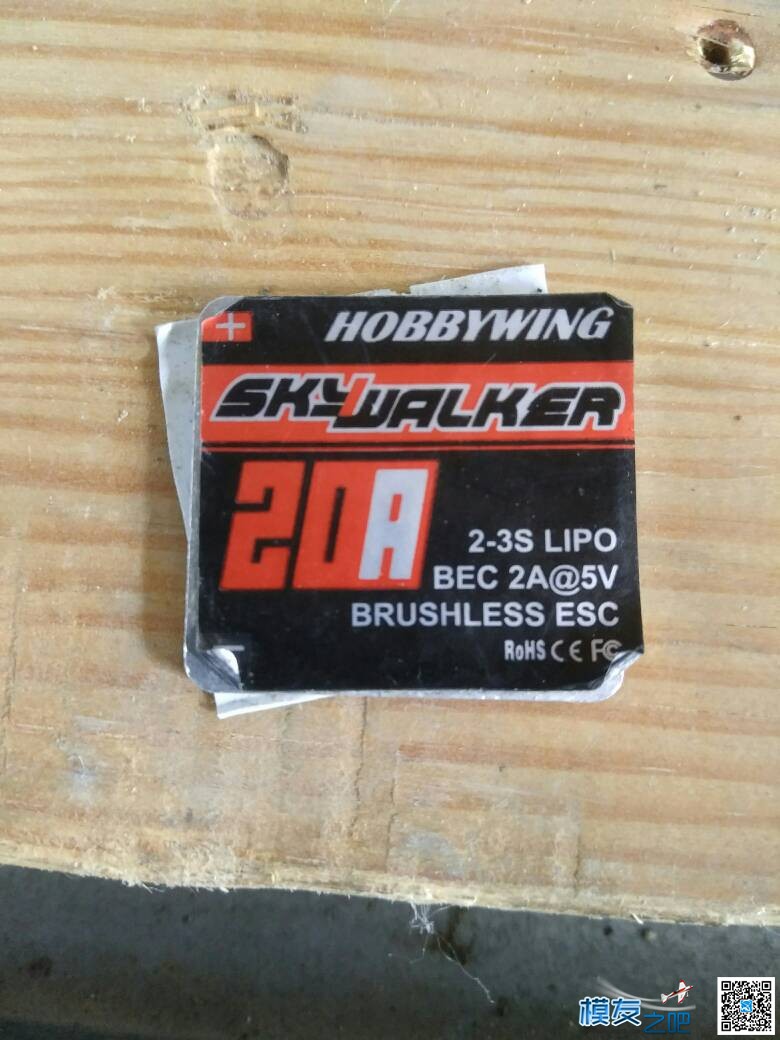 + HOBBYWING
SKYWALKER
20A
2-3S LIPO
BEC 2A@5V
BRUSHLESS ESC
RoHS CE FC
模友之吧